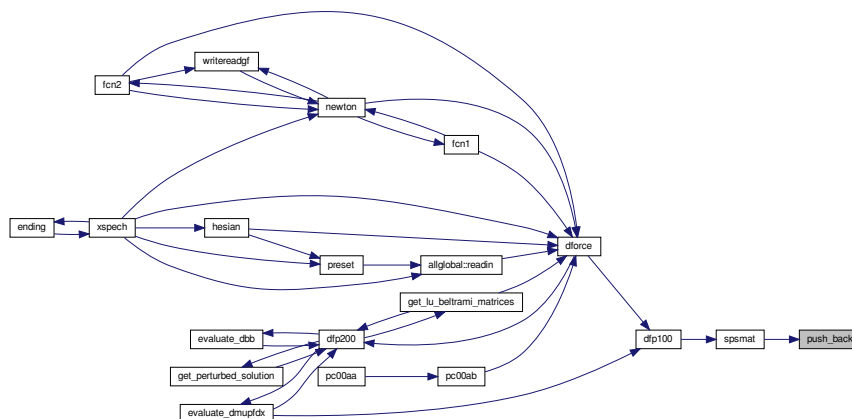 writereadgf
fcn2
newton
fcn1
ending
xspech
hesian
dforce
preset
allglobal::readin
get_lu_beltrami_matrices
evaluate_dbb
dfp200
dfp100
spsmat
push_back
get_perturbed_solution
pc00aa
pc00ab
evaluate_dmupfdx